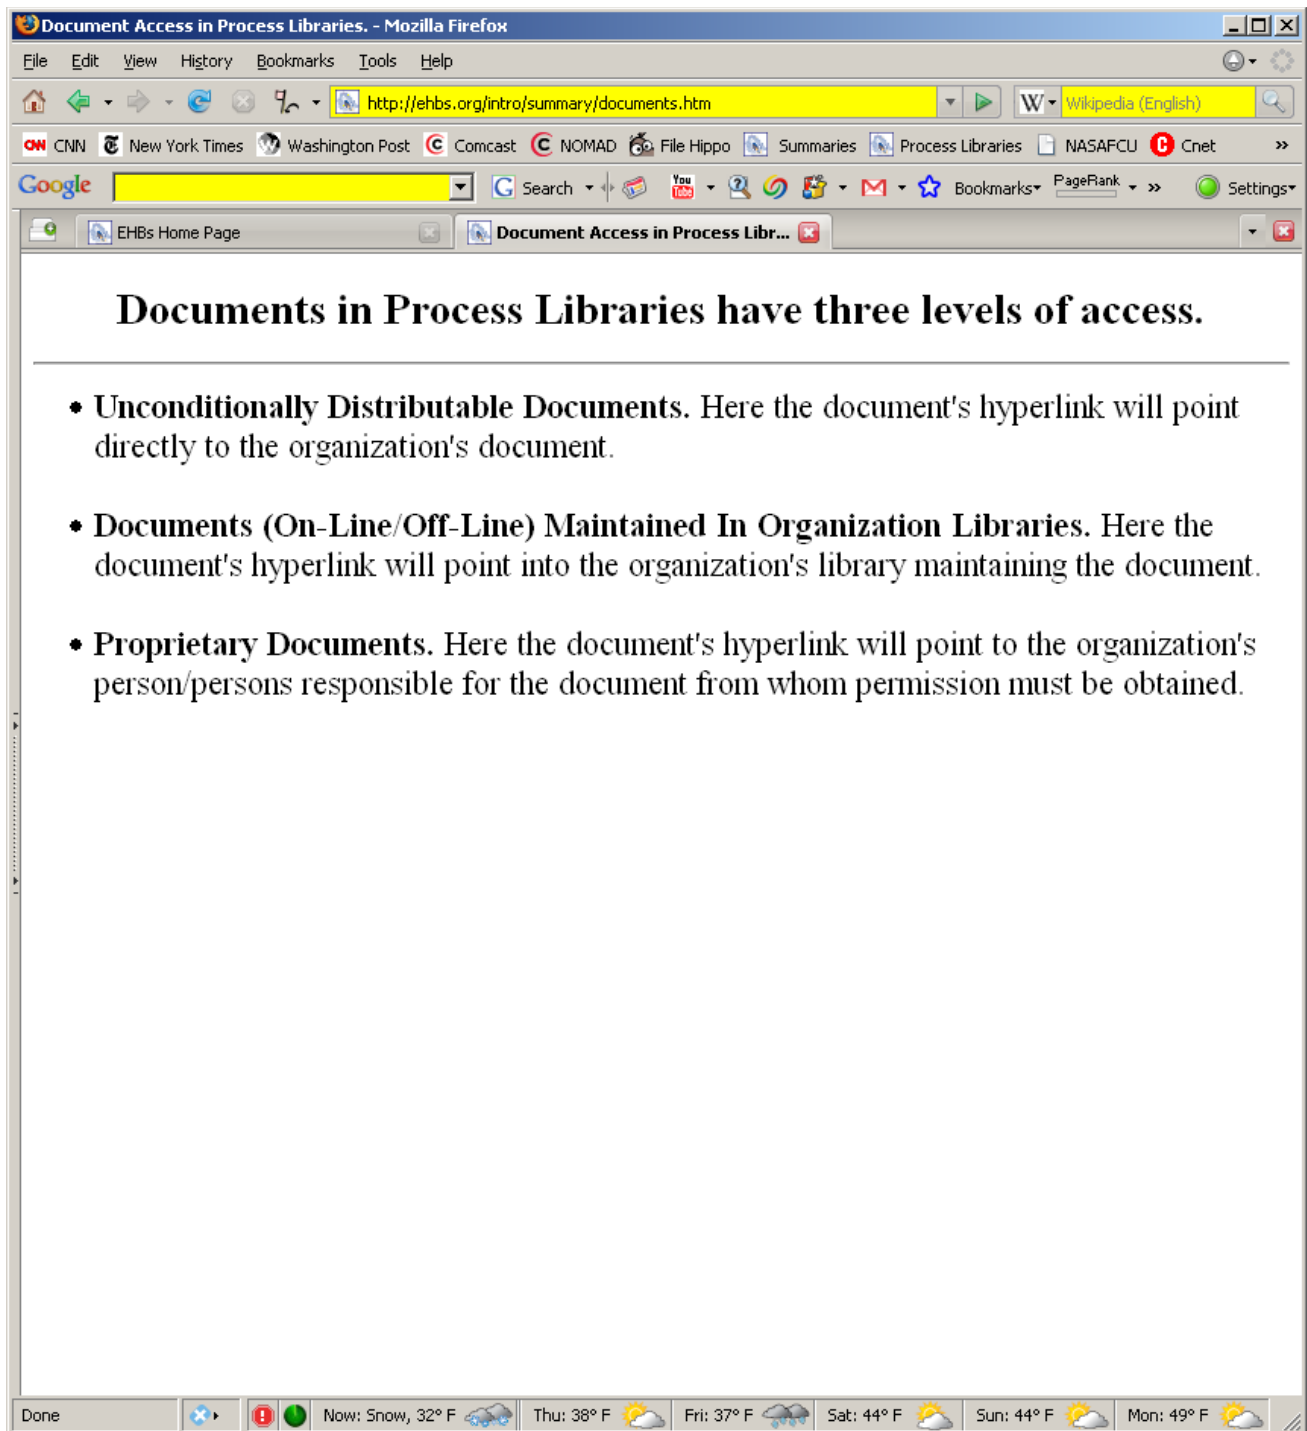 Document Access in Process Libraries. - Mozilla Firefox
File Edit View History Bookmarks Tools Help
http://ehbs.org/intro/summary/documents.htm W Wikipedia (English)
CNN CNN New York Times Washington Post C Comcast C NOMAD File Hippo Summaries Process Libraries NASAFCU C Cnet »
Google G Search You Tube M Bookmarks PageRank » Settings
EHBs Home Page Document Access in Process Libr...
Documents in Process Libraries have three levels of access.
• Unconditionally Distributable Documents. Here the document's hyperlink will point
directly to the organization's document.
• Documents (On-Line/Off-Line) Maintained In Organization Libraries. Here the
document's hyperlink will point into the organization's library maintaining the document.
• Proprietary Documents. Here the document's hyperlink will point to the organization's
person/persons responsible for the document from whom permission must be obtained.
Done Now: Snow, 32° F Thu: 38° F Fri: 37° F Sat: 44° F Sun: 44° F Mon: 49° F